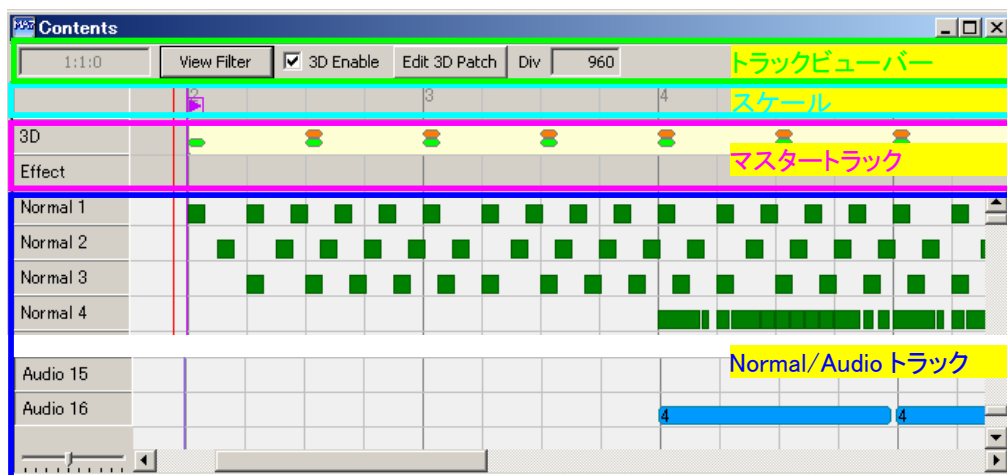 MA7 Contents
1:1:0 View Filter 3D Enable Edit 3D Patch Div 960 トラックビューバー
2 3 4 スケール
3D
マスタートラック
Effect
Normal 1
Normal 2
Normal 3
Normal 4
Normal/Audio トラック
Audio 15
Audio 16 4 4